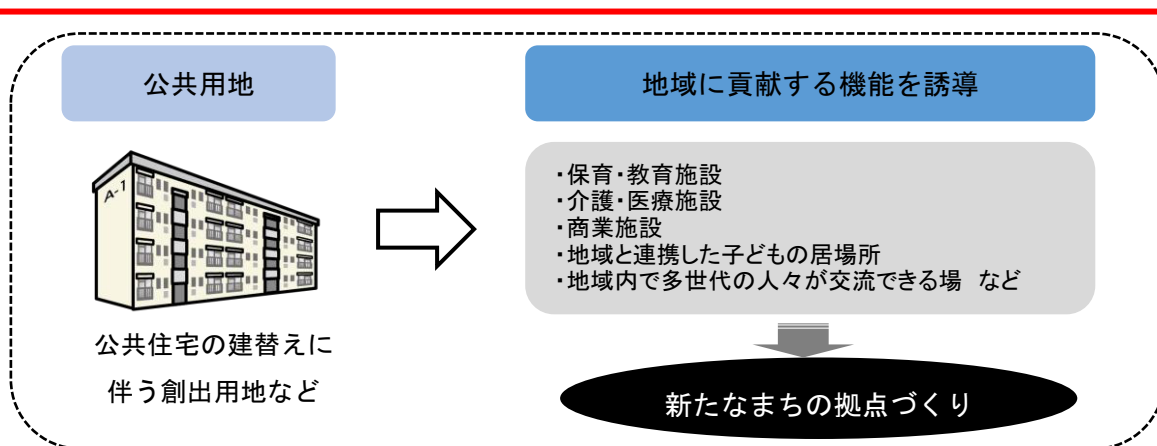 公共用地
A-1
公共住宅の建替えに
伴う創出用地など
地域に貢献する機能を誘導
・保育・教育施設
・介護・医療施設
・商業施設
・地域と連携した子どもの居場所
・地域内で多世代の人々が交流できる場　など
新たなまちの拠点づくり